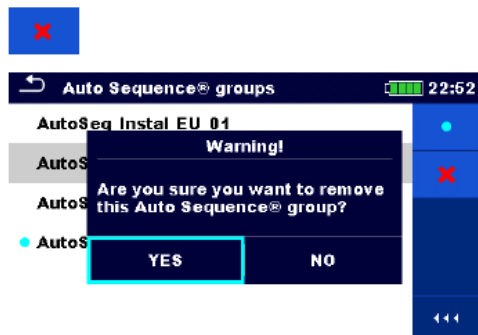 Auto Sequence® groups 22:52
AutoSeq Instal EU 01
Warning!
AutoS
Are you sure you want to remove
this Auto Sequence® group?
AutoS
AutoS
YES NO